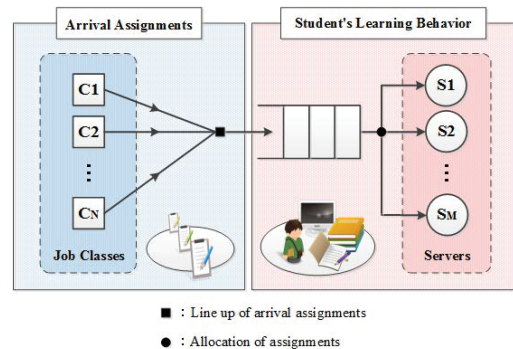 Arrival Assignments
Student's Learning Behavior
C1
C2
CN
Job Classes
S1
S2
SM
Servers
■ : Line up of arrival assignments
● : Allocation of assignments